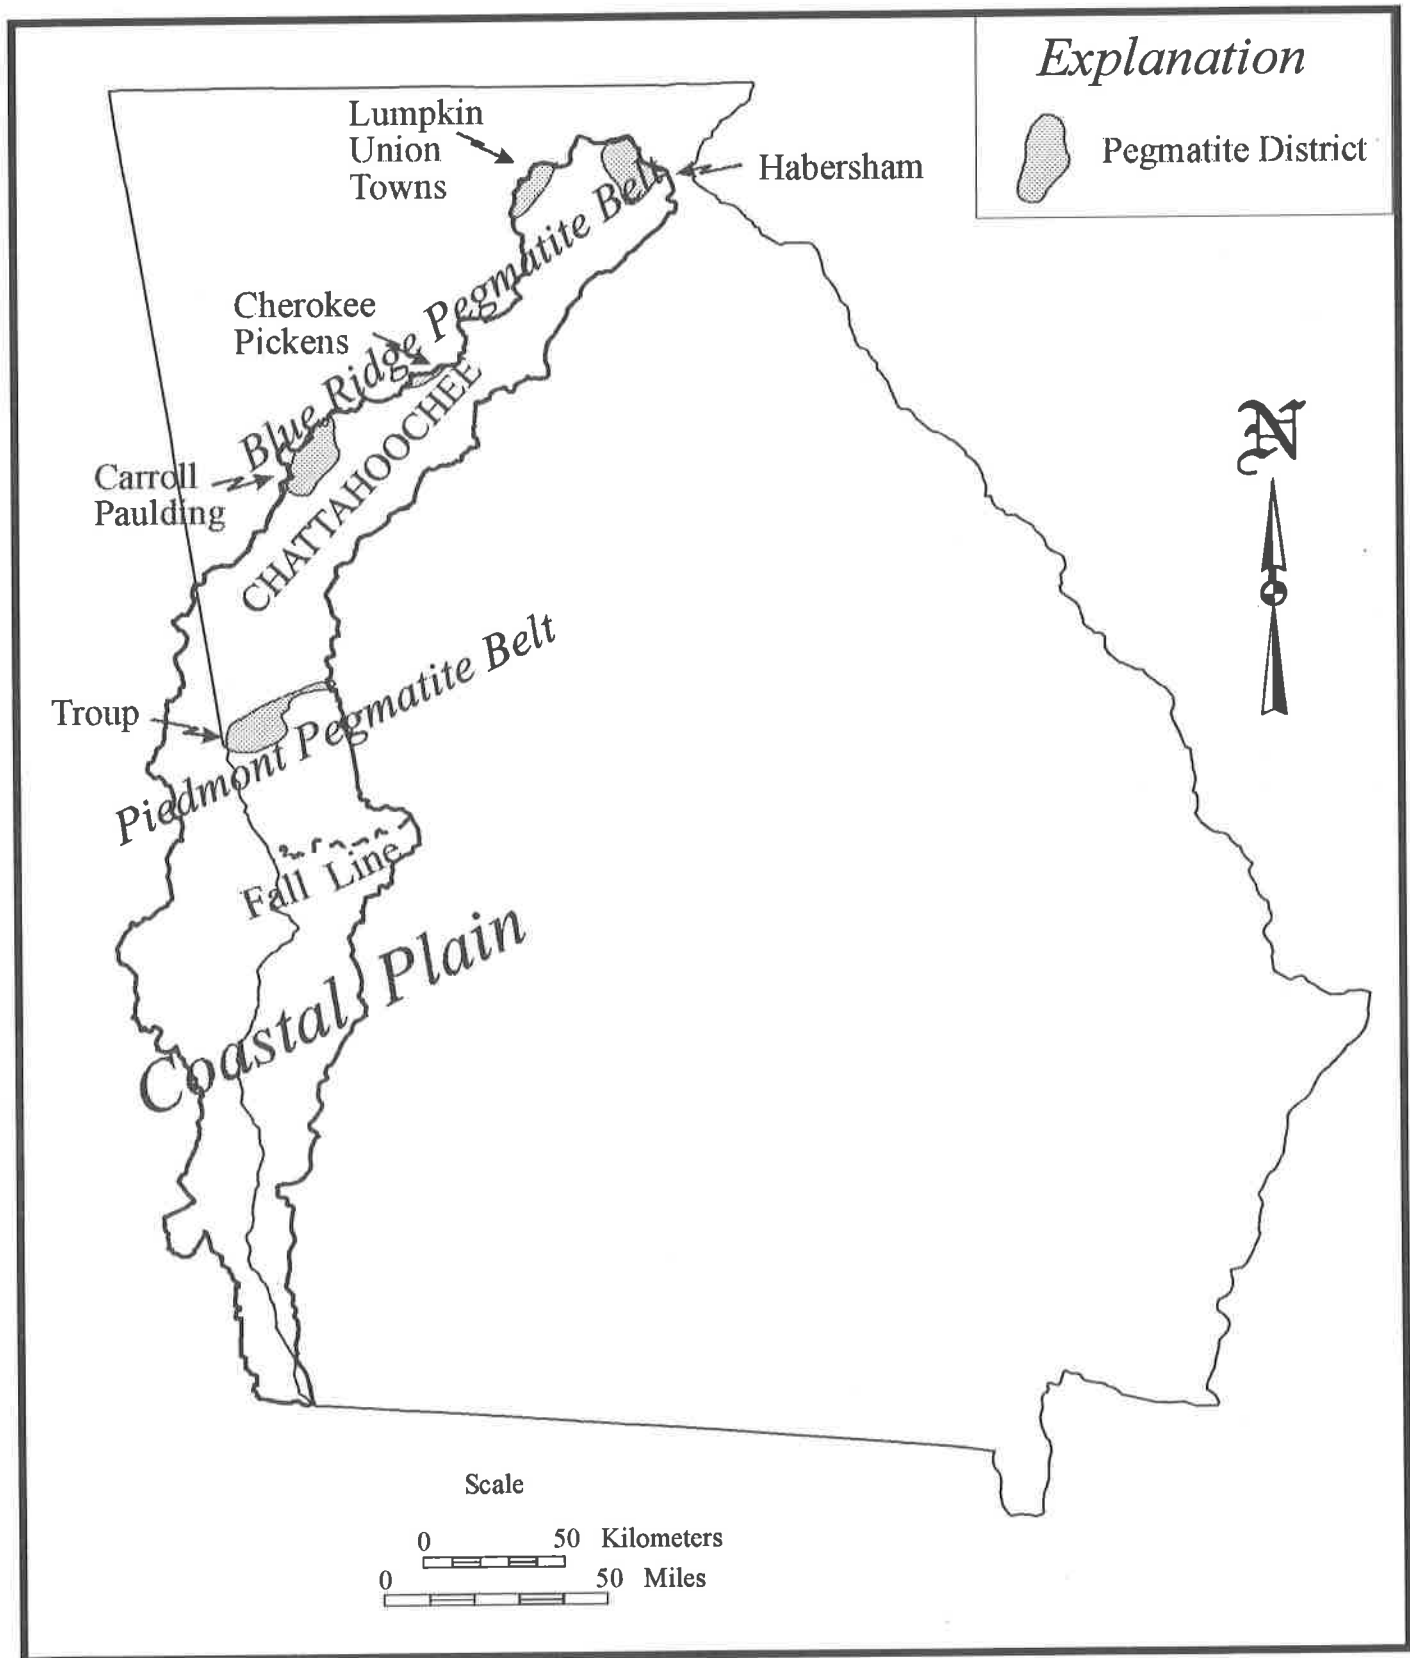 Explanation
Pegmatite District
Lumpkin
Union
Towns
Habersham
Blue Ridge Pegmatite Belt
Cherokee
Pickens
CHATTAHOOCHEE
Carroll
Paulding
N
Piedmont Pegmatite Belt
Troup
Fall Line
Coastal Plain
Scale
0 50 Kilometers
0 50 Miles